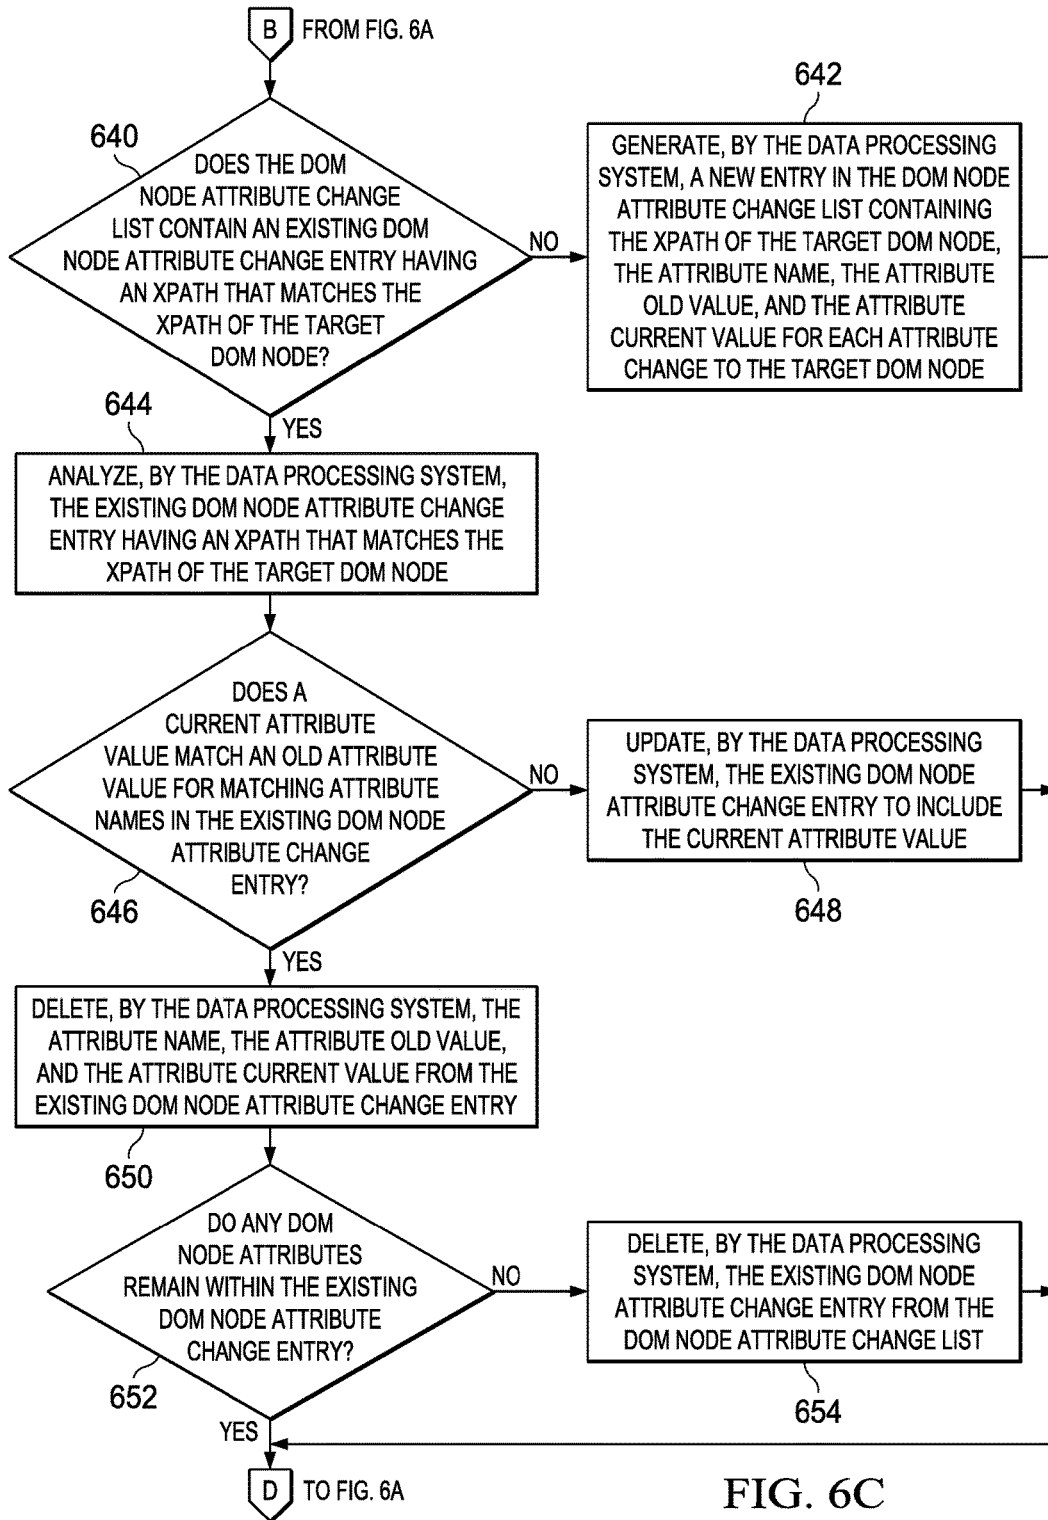 B FROM FIG. 6A
640
DOES THE DOM
NODE ATTRIBUTE CHANGE
LIST CONTAIN AN EXISTING DOM
NODE ATTRIBUTE CHANGE ENTRY HAVING
AN XPATH THAT MATCHES THE
XPATH OF THE TARGET
DOM NODE?
NO
642
GENERATE, BY THE DATA PROCESSING
SYSTEM, A NEW ENTRY IN THE DOM NODE
ATTRIBUTE CHANGE LIST CONTAINING
THE XPATH OF THE TARGET DOM NODE,
THE ATTRIBUTE NAME, THE ATTRIBUTE
OLD VALUE, AND THE ATTRIBUTE
CURRENT VALUE FOR EACH ATTRIBUTE
CHANGE TO THE TARGET DOM NODE
YES
644
ANALYZE, BY THE DATA PROCESSING SYSTEM,
THE EXISTING DOM NODE ATTRIBUTE CHANGE
ENTRY HAVING AN XPATH THAT MATCHES THE
XPATH OF THE TARGET DOM NODE
DOES A
CURRENT ATTRIBUTE
VALUE MATCH AN OLD ATTRIBUTE
VALUE FOR MATCHING ATTRIBUTE
NAMES IN THE EXISTING DOM NODE
ATTRIBUTE CHANGE
ENTRY?
646
NO
UPDATE, BY THE DATA PROCESSING
SYSTEM, THE EXISTING DOM NODE
ATTRIBUTE CHANGE ENTRY TO INCLUDE
THE CURRENT ATTRIBUTE VALUE
648
YES
DELETE, BY THE DATA PROCESSING SYSTEM, THE
ATTRIBUTE NAME, THE ATTRIBUTE OLD VALUE,
AND THE ATTRIBUTE CURRENT VALUE FROM THE
EXISTING DOM NODE ATTRIBUTE CHANGE ENTRY
650
DO ANY DOM
NODE ATTRIBUTES
REMAIN WITHIN THE EXISTING
DOM NODE ATTRIBUTE
CHANGE ENTRY?
652
NO
DELETE, BY THE DATA PROCESSING
SYSTEM, THE EXISTING DOM NODE
ATTRIBUTE CHANGE ENTRY FROM THE
DOM NODE ATTRIBUTE CHANGE LIST
654
YES
D TO FIG. 6A
FIG. 6C